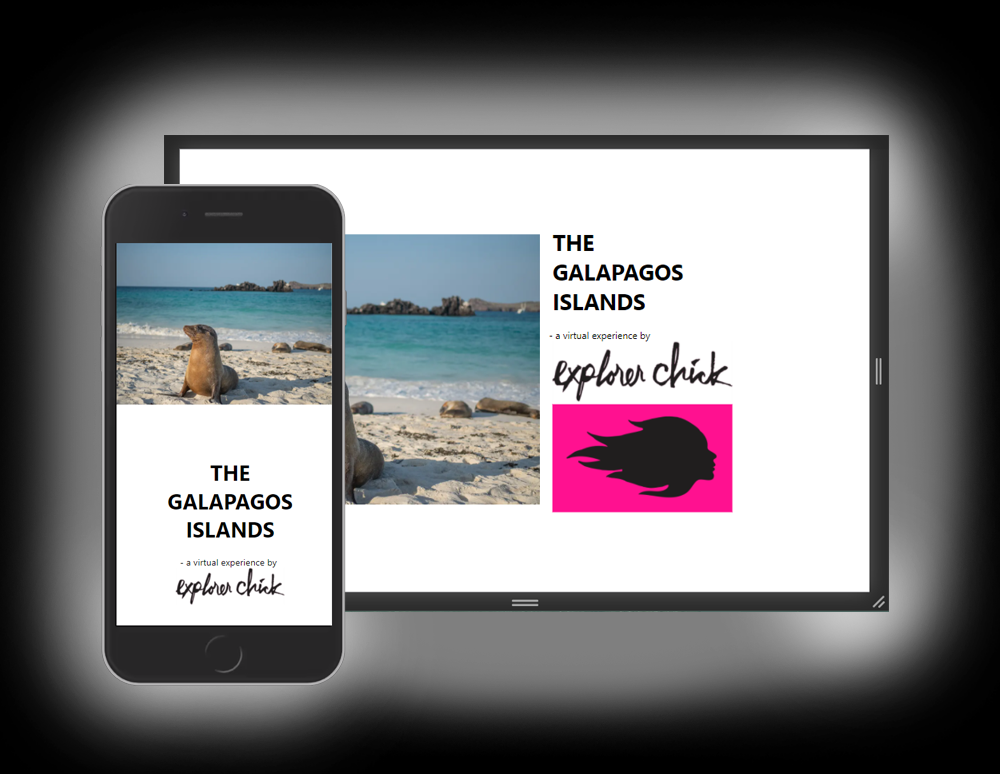 THE
GALAPAGOS
ISLANDS
- a virtual experience by
explorer chick
THE
GALAPAGOS
ISLANDS
- a virtual experience by
explorer chick